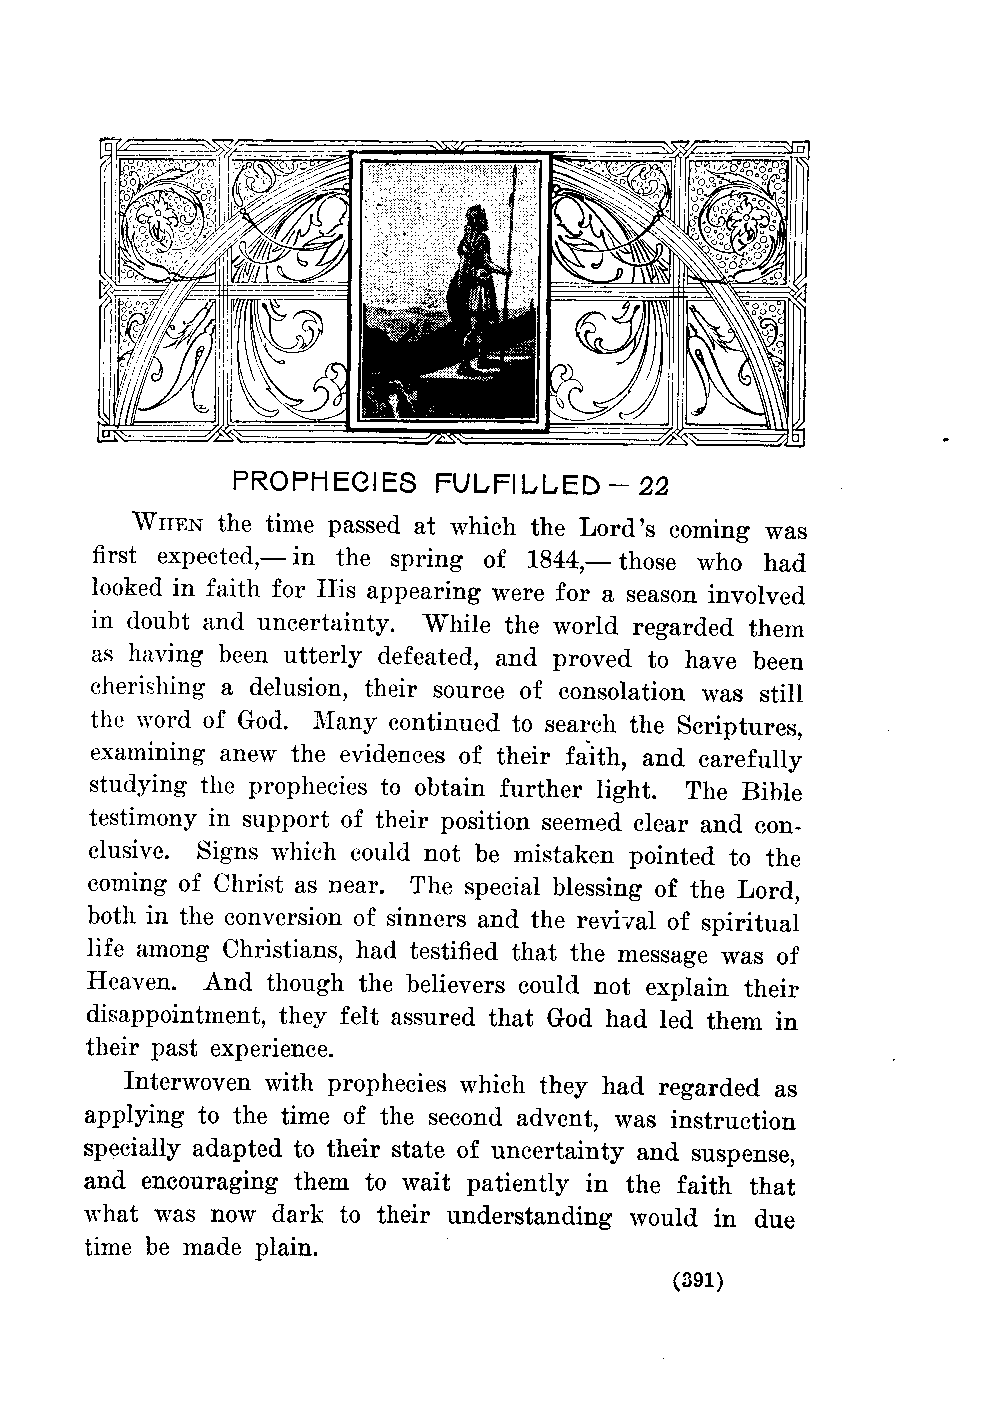 PROPHECIES FULFILLED — 22
WHEN the time passed at which the Lord's coming was
first expected,— in the spring of 1844,— those who had
looked in faith for His appearing were for a season involved
in doubt and uncertainty. While the world regarded them
as having been utterly defeated, and proved to have been
cherishing a delusion, their source of consolation was still
the word of God. Many continued to search the Scriptures,
examining anew the evidences of their faith, and carefully
studying the prophecies to obtain further light. The Bible
testimony in support of their position seemed clear and con-
clusive. Signs which could not be mistaken pointed to the
coming of Christ as near. The special blessing of the Lord,
both in the conversion of sinners and the revival of spiritual
life among Christians, had testified that the message was of
Heaven. And though the believers could not explain their
disappointment, they felt assured that God had led them in
their past experience.
Interwoven with prophecies which they had regarded as
applying to the time of the second advent, was instruction
specially adapted to their state of uncertainty and suspense,
and encouraging them to wait patiently in the faith that
what was now dark to their understanding would in due
time be made plain.
(391)